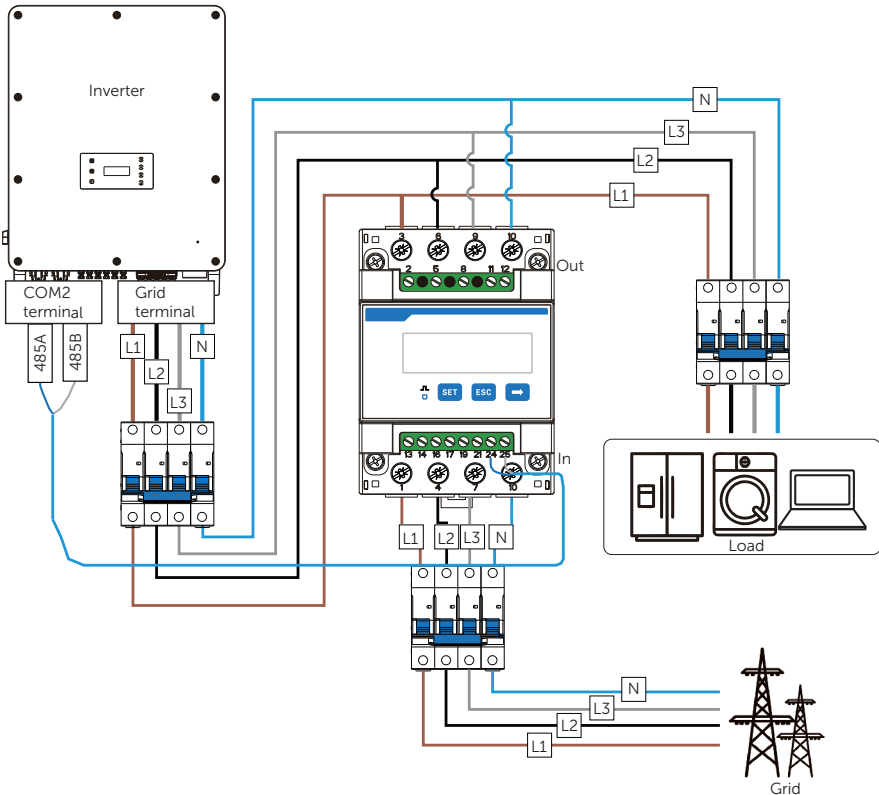 Inverter
N
L3
L2
L1
3
6
9
10
Out
2
5
8
11
12
COM2
terminal
Grid
terminal
485A
485B
L1
L2
L3
N
SET
ESC
In
13
14
16
17
19
21
24
25
1
4
7
10
L1
L2
L3
N
Load
N
L3
L2
L1
Grid